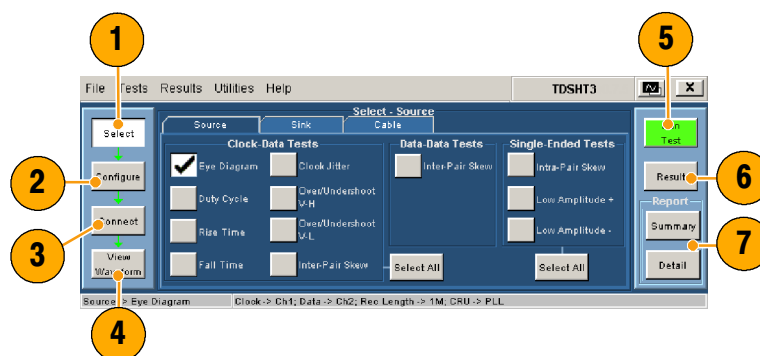 1
5
File Tests Results Utilities Help TDSHT3 X
Select - Source
Select
Source Sink Cable
Run Test
Clock-Data Tests
Data-Data Tests
Single-Ended Tests
Eye Diagram
Clock Jitter
Inter-Pair Skew
Intra-Pair Skew
2
Configure
Duty Cycle
Over/Undershoot V-H
Low Amplitude +
Result
6
Report
3
Connect
Rise Time
Over/Undershoot V-L
Low Amplitude -
Summary
7
View Waveform
Fall Time
Inter-Pair Skew
Select All
Select All
Detail
Source -> Eye Diagram
Clock -> Ch1; Data -> Ch2; Rec Length -> 1M; CRU -> PLL
4